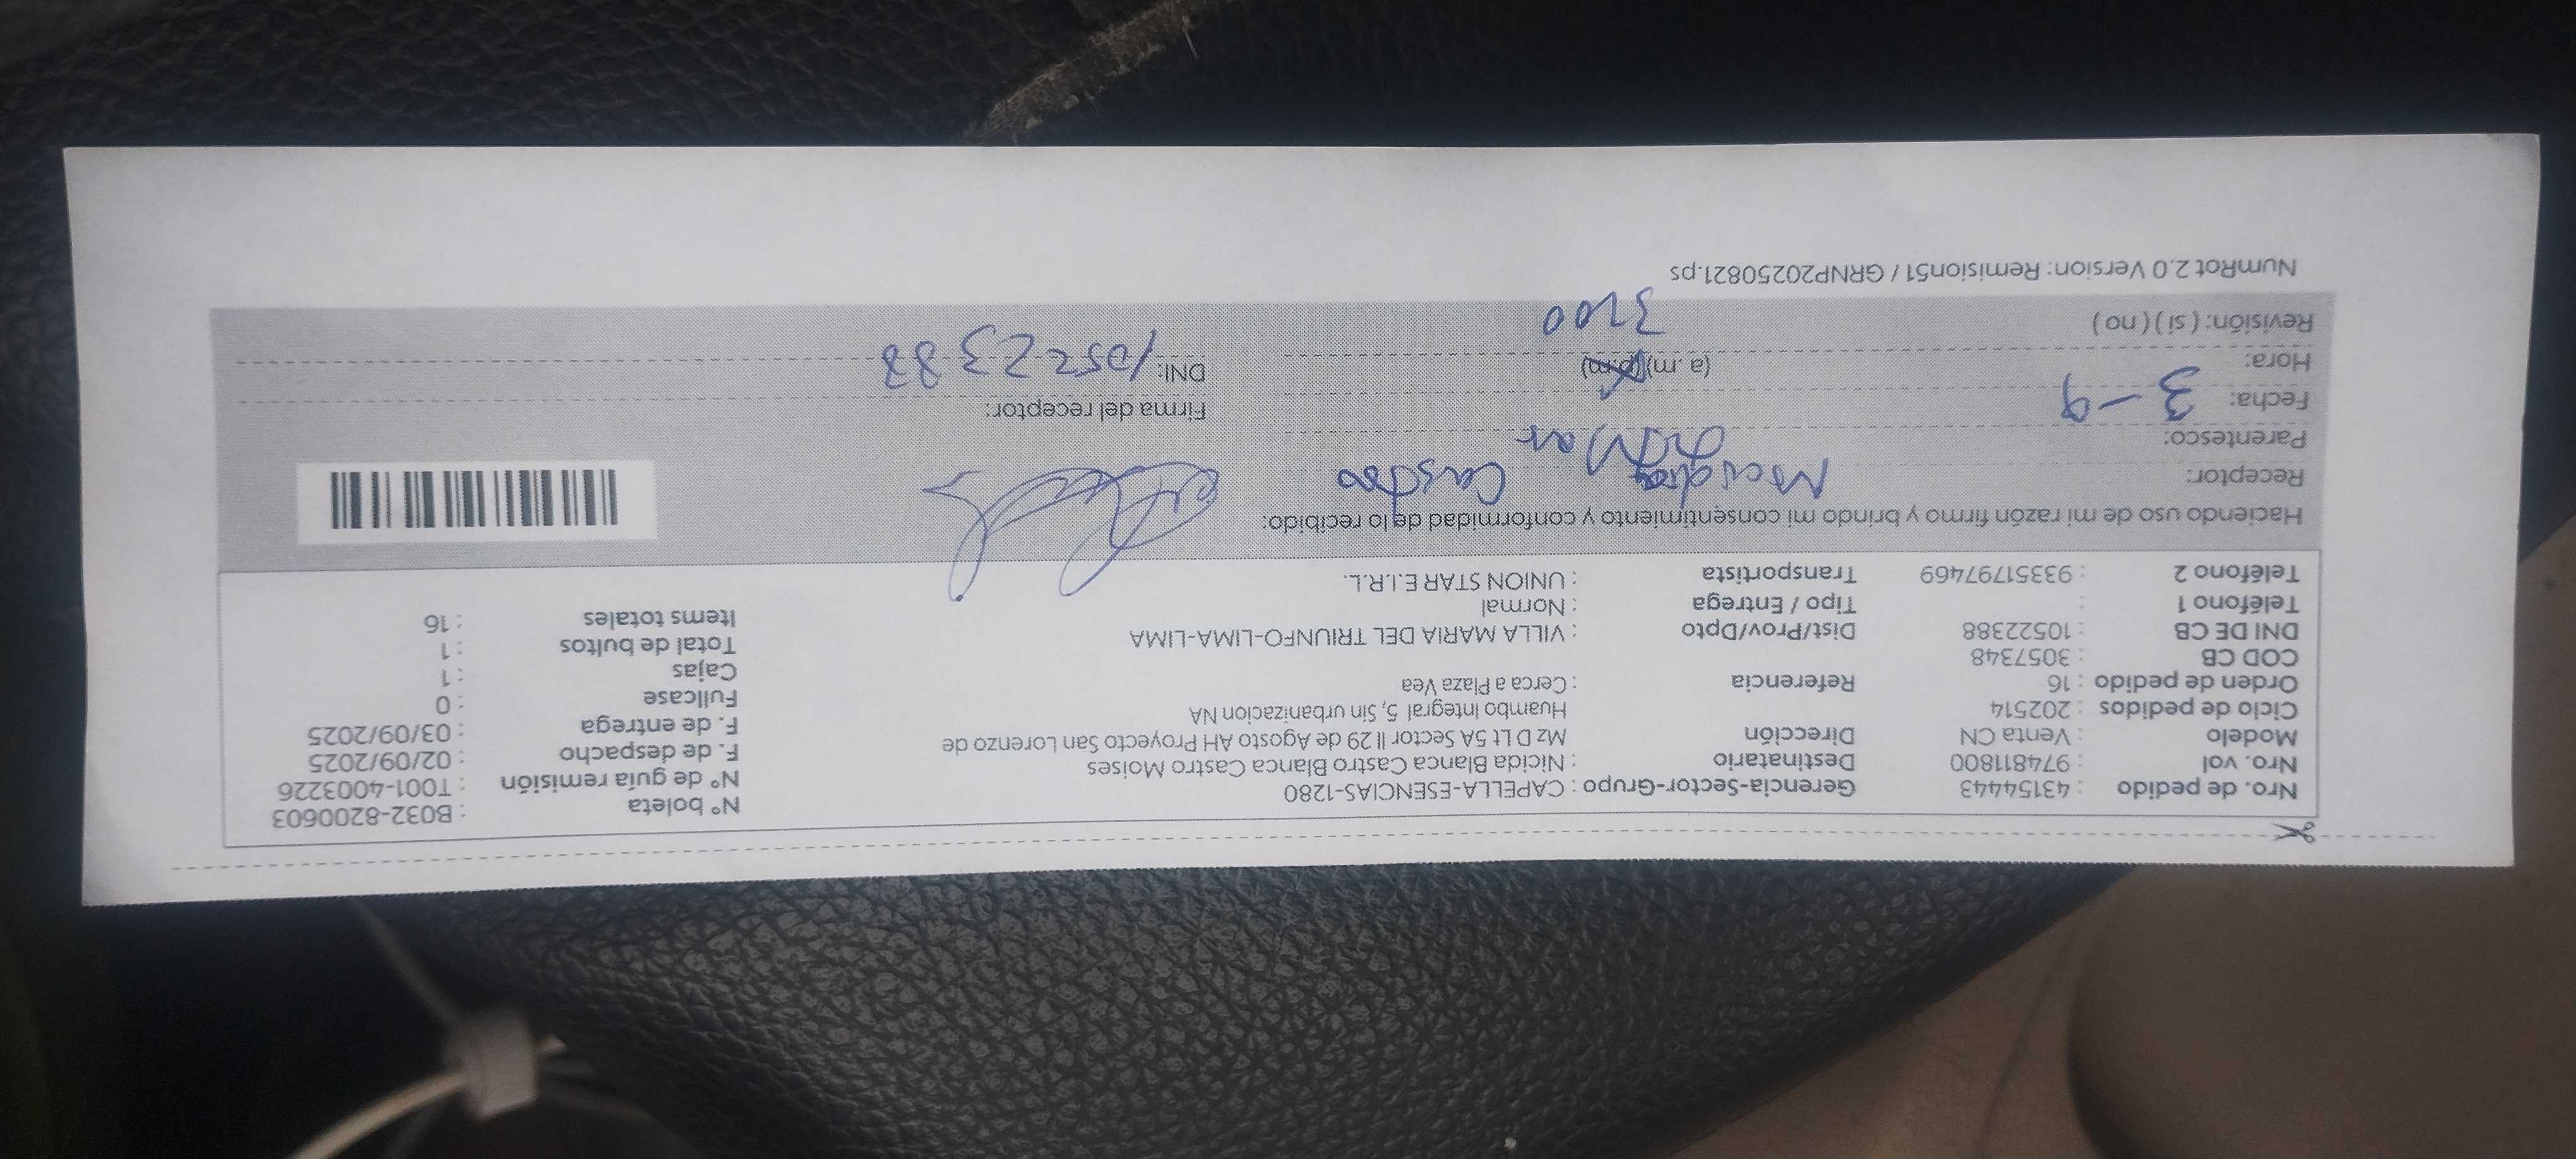 Nro. de pedido : 43154443 Gerencia-Sector-Grupo : CAPELLA-ESENCIAS-1280 N° boleta : B032-8200603
Nro. vol : 974811800 Destinatario : Nicida Blanca Castro Blanca Castro Moises N° de guía remisión : T001-4003226
Modelo : Venta CN Dirección Mz D Lt 5A Sector II 29 de Agosto AH Proyecto San Lorenzo de F. de despacho : 02/09/2025
Ciclo de pedidos : 202514 Huambo Integral 5, Sin urbanizacion NA F. de entrega : 03/09/2025
Orden de pedido : 16 Referencia : Cerca a Plaza Vea Fullcase : 0
COD CB : 3057348 Cajas : 1
DNI DE CB : 10522388 Dist/Prov/Dpto : VILLA MARIA DEL TRIUNFO-LIMA-LIMA Total de bultos : 1
Teléfono 1 : Tipo / Entrega : Normal Items totales : 16
Teléfono 2 : 93351797469 Transportista : UNION STAR E.I.R.L.
Haciendo uso de mi razón firmo y brindo mi consentimiento y conformidad de lo recibido:
Receptor: Castro
Parentesco:
Fecha: 3-9 Firma del receptor:
Hora: (a .m) (p.m) DNI: 10522388
Revisión: ( si ) ( no )
NumRot 2.0 Version: Remision51 / GRNP20250821.ps